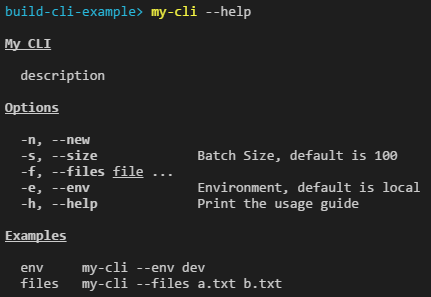 build-cli-example> my-cli --help
My CLI
description
Options
-n, --new
-s, --size Batch Size, default is 100
-f, --files file ...
-e, --env Environment, default is local
-h, --help Print the usage guide
Examples
env my-cli --env dev
files my-cli --files a.txt b.txt